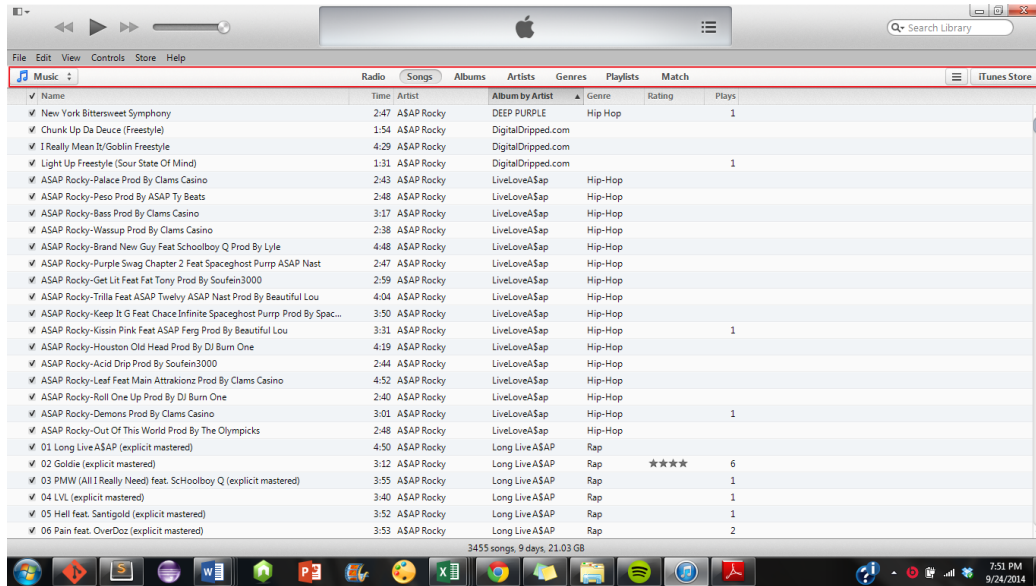 Search Library
File Edit View Controls Store Help
Music Radio Songs Albums Artists Genres Playlists Match iTunes Store
Name Time Artist Album by Artist Genre Rating Plays
New York Bittersweet Symphony 2:47 A$AP Rocky DEEP PURPLE Hip Hop 1
Chunk Up Da Deuce (Freestyle) 1:54 A$AP Rocky DigitalDripped.com
I Really Mean It/Goblin Freestyle 4:29 A$AP Rocky DigitalDripped.com
Light Up Freestyle (Sour State Of Mind) 1:31 A$AP Rocky DigitalDripped.com 1
ASAP Rocky-Palace Prod By Clams Casino 2:43 A$AP Rocky LiveLoveA$ap Hip-Hop
ASAP Rocky-Peso Prod By ASAP Ty Beats 2:48 A$AP Rocky LiveLoveA$ap Hip-Hop
ASAP Rocky-Bass Prod By Clams Casino 3:17 A$AP Rocky LiveLoveA$ap Hip-Hop
ASAP Rocky-Wassup Prod By Clams Casino 2:38 A$AP Rocky LiveLoveA$ap Hip-Hop
ASAP Rocky-Brand New Guy Feat Schoolboy Q Prod By Lyle 4:48 A$AP Rocky LiveLoveA$ap Hip-Hop
ASAP Rocky-Purple Swag Chapter 2 Feat Spaceghost Purrp ASAP Nast 2:47 A$AP Rocky LiveLoveA$ap Hip-Hop
ASAP Rocky-Get Lit Feat Fat Tony Prod By Soufein3000 2:59 A$AP Rocky LiveLoveA$ap Hip-Hop
ASAP Rocky-Trilla Feat ASAP Twelvy ASAP Nast Prod By Beautiful Lou 4:04 A$AP Rocky LiveLoveA$ap Hip-Hop
ASAP Rocky-Keep It G Feat Chace Infinite Spaceghost Purrp Prod By Spac... 3:50 A$AP Rocky LiveLoveA$ap Hip-Hop
ASAP Rocky-Kissin Pink Feat ASAP Ferg Prod By Beautiful Lou 3:31 A$AP Rocky LiveLoveA$ap Hip-Hop 1
ASAP Rocky-Houston Old Head Prod By DJ Burn One 4:19 A$AP Rocky LiveLoveA$ap Hip-Hop
ASAP Rocky-Acid Drip Prod By Soufein3000 2:44 A$AP Rocky LiveLoveA$ap Hip-Hop
ASAP Rocky-Leaf Feat Main Attrakionz Prod By Clams Casino 4:52 A$AP Rocky LiveLoveA$ap Hip-Hop
ASAP Rocky-Roll One Up Prod By DJ Burn One 2:40 A$AP Rocky LiveLoveA$ap Hip-Hop
ASAP Rocky-Demons Prod By Clams Casino 3:01 A$AP Rocky LiveLoveA$ap Hip-Hop 1
ASAP Rocky-Out Of This World Prod By The Olympicks 2:48 A$AP Rocky LiveLoveA$ap Hip-Hop
01 Long Live A$AP (explicit mastered) 4:50 A$AP Rocky Long Live A$AP Rap
02 Goldie (explicit mastered) 3:12 A$AP Rocky Long Live A$AP Rap ★★★★ 6
03 PMW (All I Really Need) feat. ScHoolboy Q (explicit mastered) 3:55 A$AP Rocky Long Live A$AP Rap 1
04 LVL (explicit mastered) 3:40 A$AP Rocky Long Live A$AP Rap 1
05 Hell feat. Santigold (explicit mastered) 3:52 A$AP Rocky Long Live A$AP Rap 1
06 Pain feat. OverDoz (explicit mastered) 3:53 A$AP Rocky Long Live A$AP Rap 2
3455 songs, 9 days, 21.03 GB
7:51 PM
9/24/201